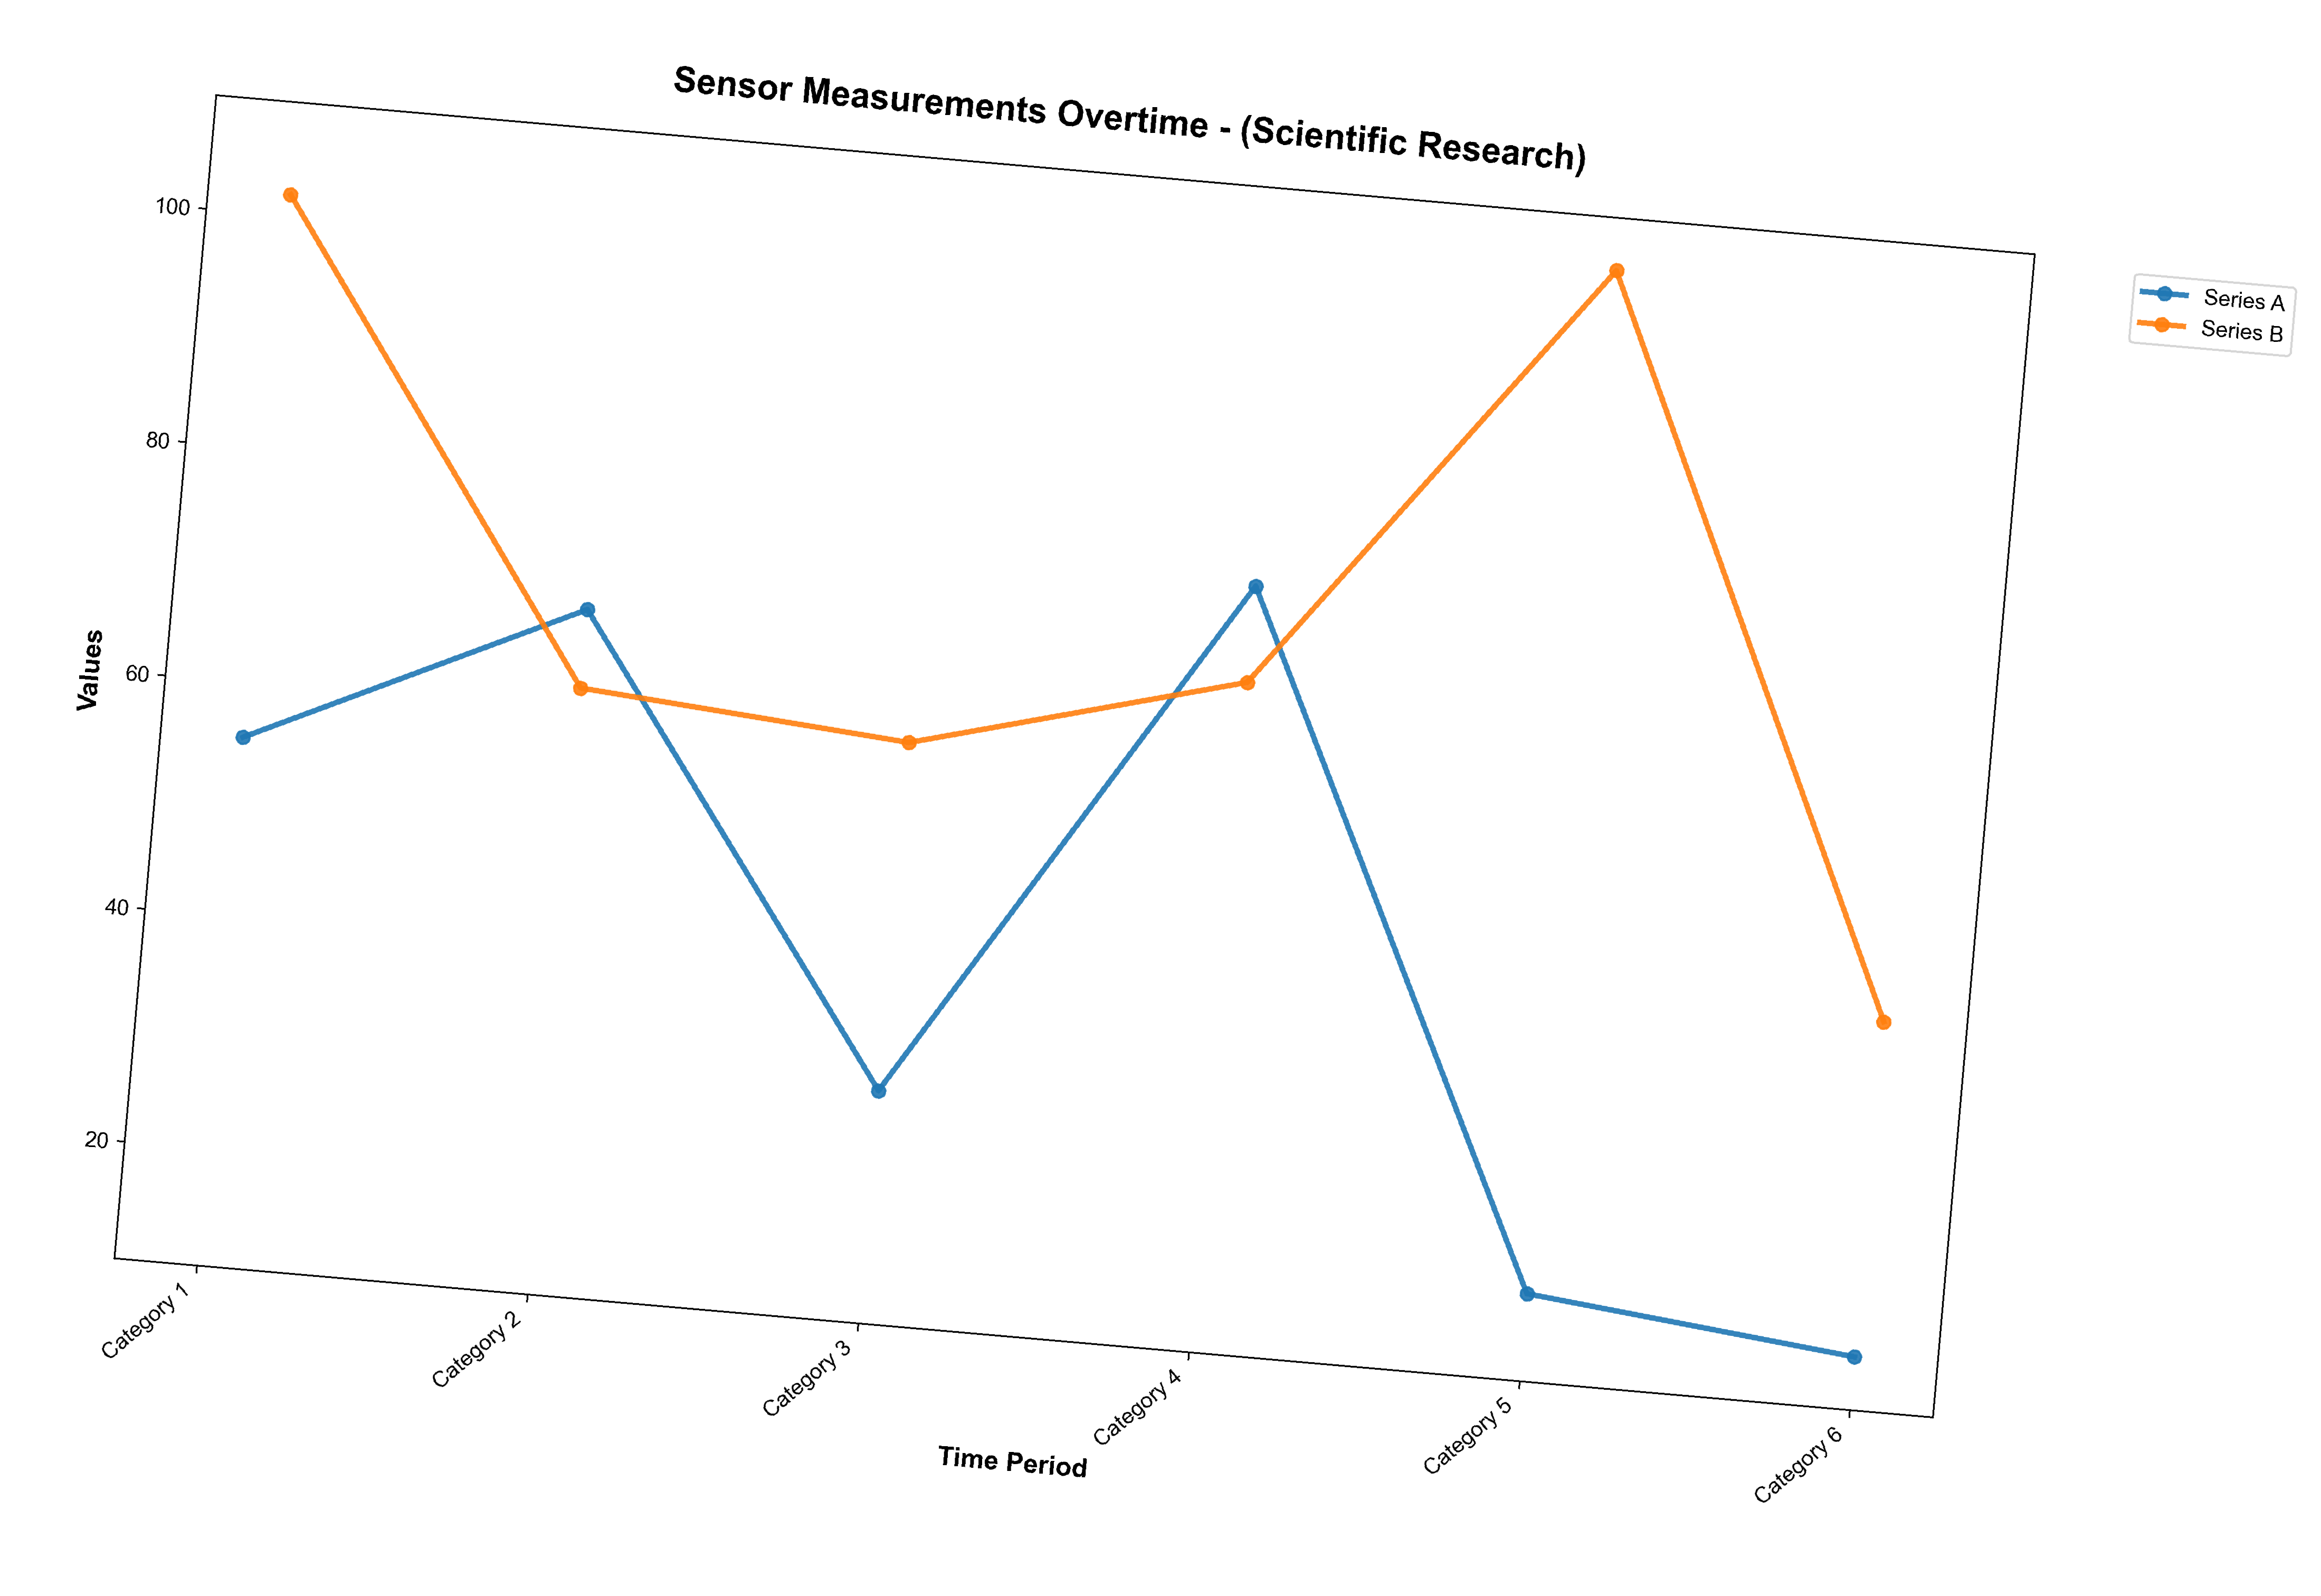 Sensor Measurements Overtime - (Scientific Research)
100
80
60
40
20
Values
Category 1
Category 2
Category 3
Category 4
Category 5
Category 6
Time Period
Series A
Series B